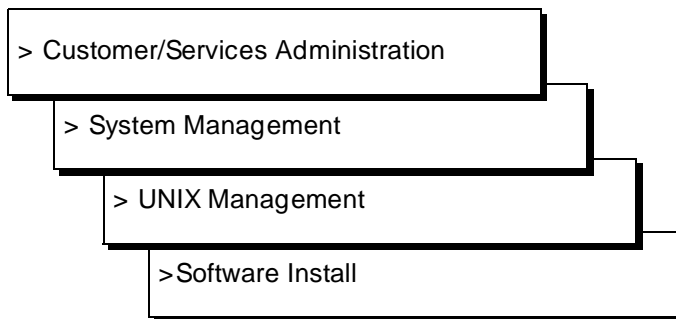 > Customer/Services Administration
> System Management
> UNIX Management
>Software Install